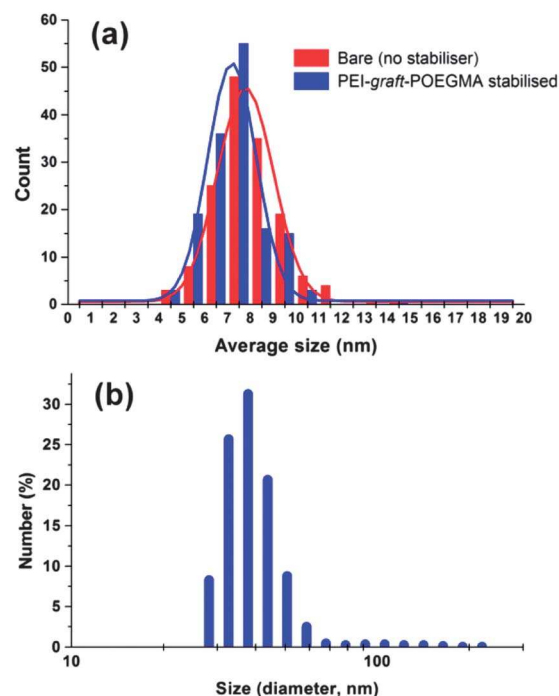 (a)
Bare (no stabiliser)
PEI-graft-POEGMA stabilised
60
50
40
30
20
10
0
Count
0 1 2 3 4 5 6 7 8 9 10 11 12 13 14 15 16 17 18 19 20
Average size (nm)
(b)
30
25
20
15
10
5
0
Number (%)
10 100
Size (diameter, nm)